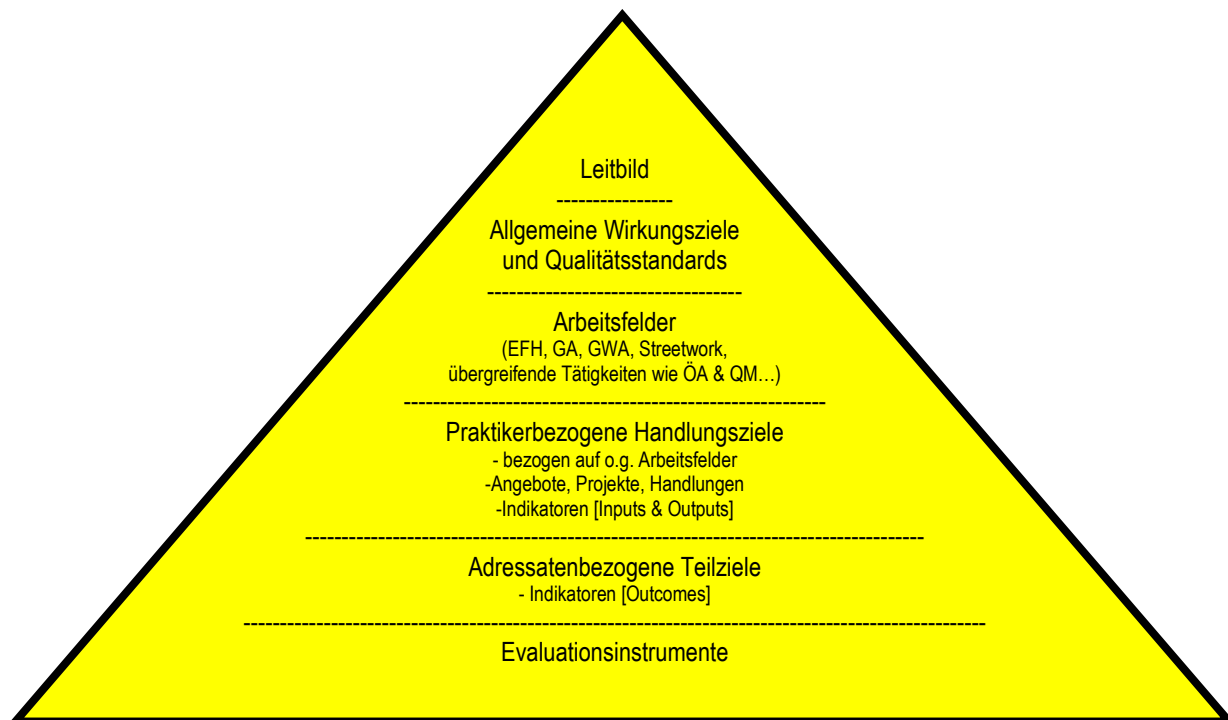 Leitbild
----------------
Allgemeine Wirkungsziele
und Qualitätsstandards
-----------------------------------
Arbeitsfelder
(EFH, GA, GWA, Streetwork,
übergreifende Tätigkeiten wie ÖA & QM…)
----------------------------------------------------------
Praktikerbezogene Handlungsziele
- bezogen auf o.g. Arbeitsfelder
-Angebote, Projekte, Handlungen
-Indikatoren [Inputs & Outputs]
-------------------------------------------------------------------------------------
Adressatenbezogene Teilziele
- Indikatoren [Outcomes]
------------------------------------------------------------------------------------------------------
Evaluationsinstrumente